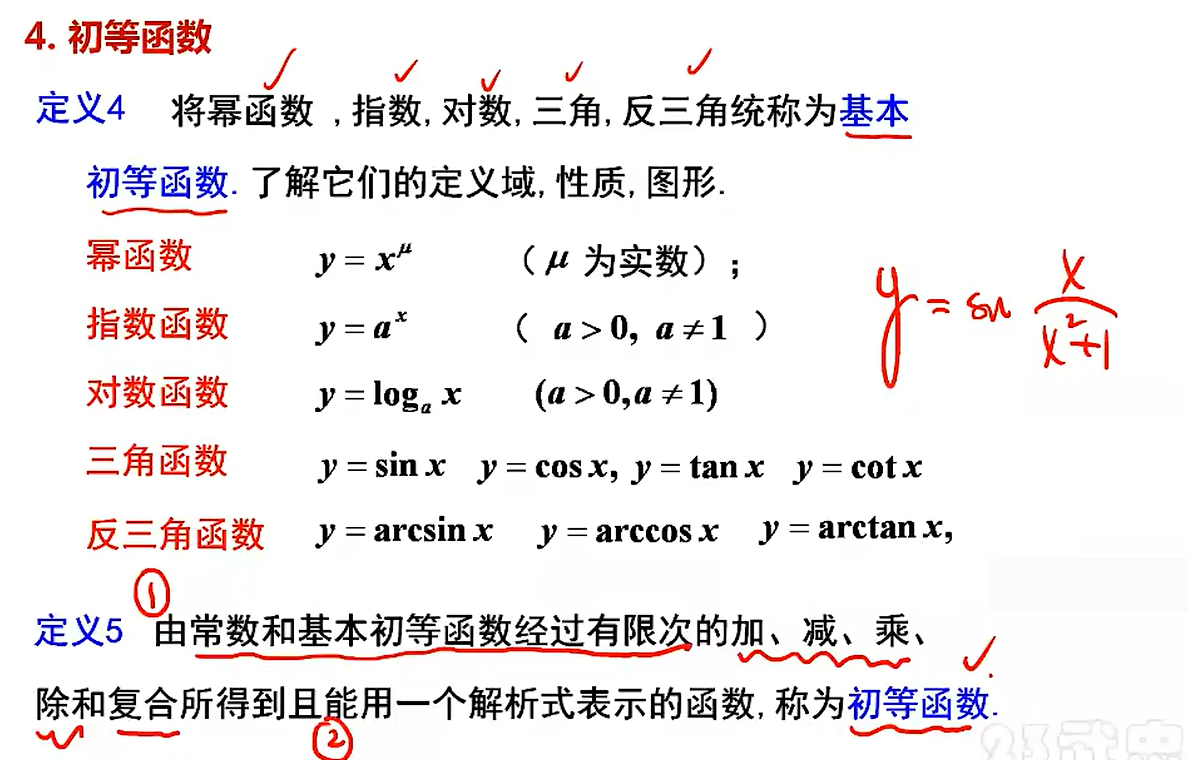 4. 初等函数
定义4 将幂函数 , 指数, 对数, 三角, 反三角统称为基本
初等函数. 了解它们的定义域, 性质, 图形.
幂函数 y = x^μ （ μ 为实数）;
指数函数 y = a^x （ a > 0, a ≠ 1 ）
y = sin x/(x²+1)
对数函数 y = log_a x (a > 0, a ≠ 1)
三角函数 y = sin x y = cos x, y = tan x y = cot x
反三角函数 y = arcsin x y = arccos x y = arctan x,
①
定义5 由常数和基本初等函数经过有限次的加、减、乘、
除和复合所得到且能用一个解析式表示的函数, 称为初等函数.
②